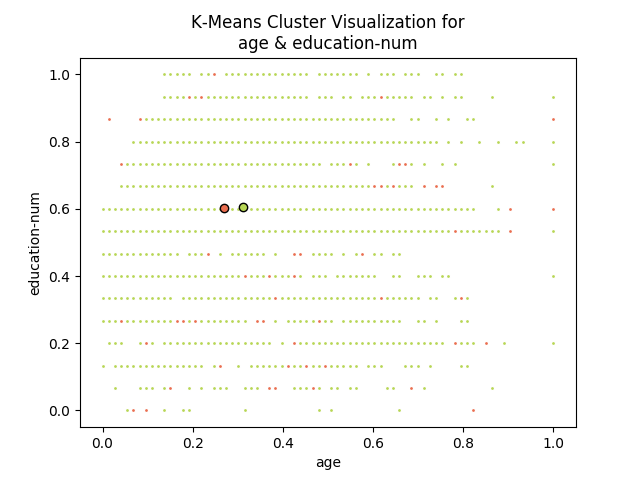 K-Means Cluster Visualization for
age & education-num
1.0
0.8
0.6
0.4
0.2
0.0
education-num
0.0 0.2 0.4 0.6 0.8 1.0
age